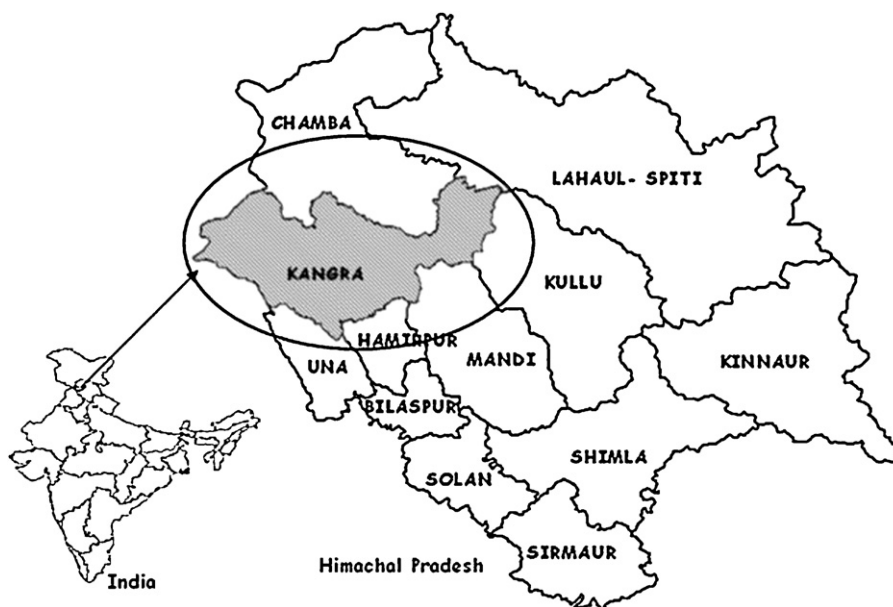 CHAMBA
LAHAUL- SPITI
KANGRA
KULLU
HAMIRPUR
UNA
MANDI
KINNAUR
BILASPUR
SHIMLA
SOLAN
SIRMAUR
Himachal Pradesh
India